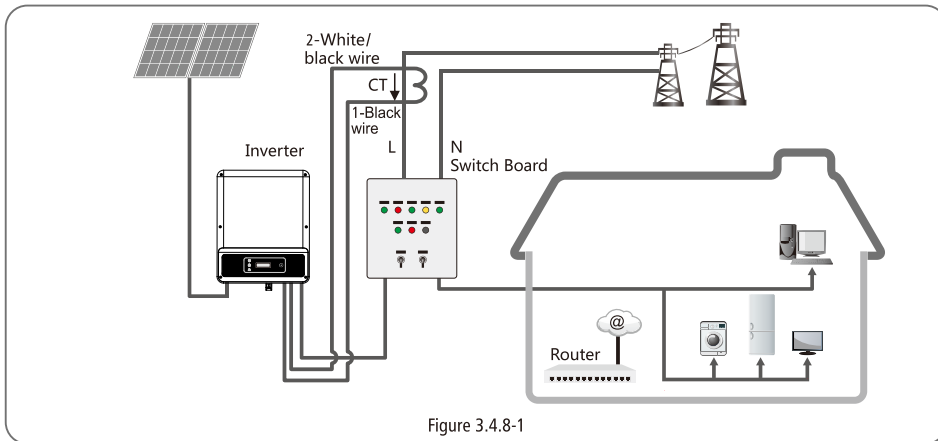 2-White/
black wire
CT
1-Black
wire
L
N
Switch Board
Inverter
@
Router
Figure 3.4.8-1